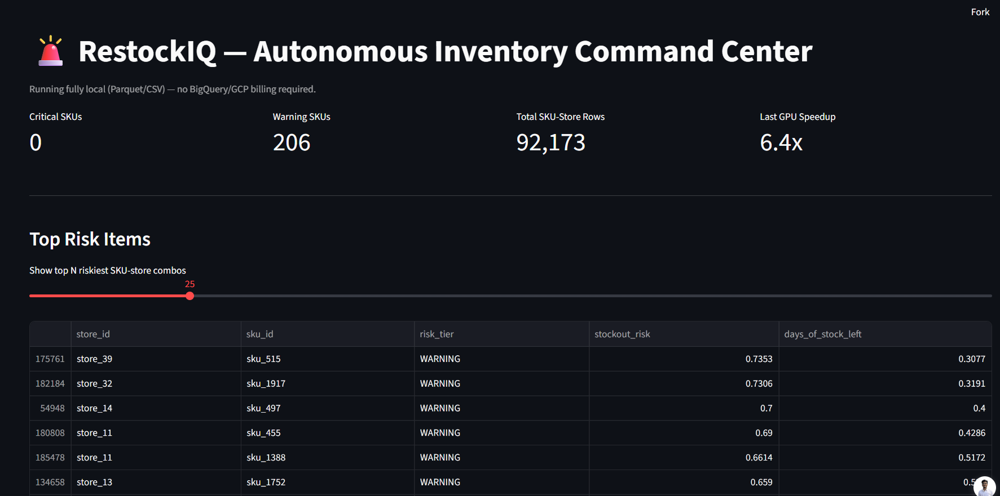 Fork
RestockIQ — Autonomous Inventory Command Center
Running fully local (Parquet/CSV) — no BigQuery/GCP billing required.
Critical SKUs Warning SKUs Total SKU-Store Rows Last GPU Speedup
0 206 92,173 6.4x
Top Risk Items
Show top N riskiest SKU-store combos
25
store_id sku_id risk_tier stockout_risk days_of_stock_left
175761 store_39 sku_515 WARNING 0.7353 0.3077
182184 store_32 sku_1917 WARNING 0.7306 0.3191
54948 store_14 sku_497 WARNING 0.7 0.4
180808 store_11 sku_455 WARNING 0.69 0.4286
185478 store_11 sku_1388 WARNING 0.6614 0.5172
134658 store_13 sku_1752 WARNING 0.659